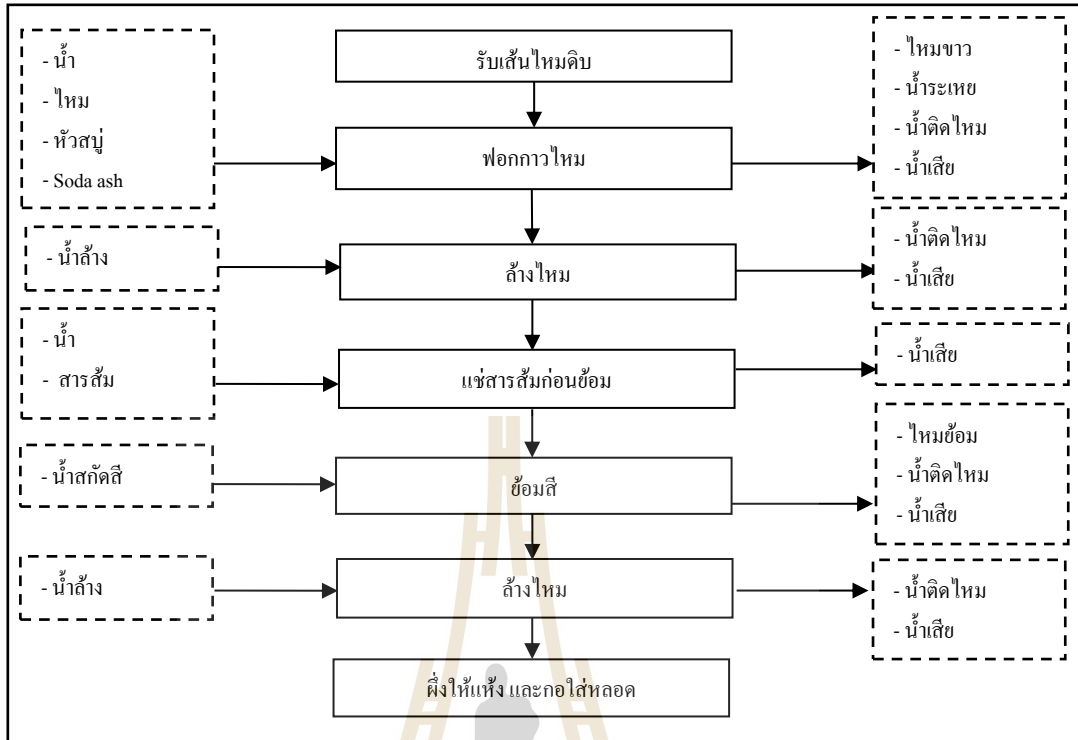 รับเส้นไหมดิบ
- น้ำ
- ไหม
- หัวสบู่
- Soda ash
ฟอกกาวไหม
- ไหมขาว
- น้ำระเหย
- น้ำติดไหม
- น้ำเสีย
- น้ำล้าง
ล้างไหม
- น้ำติดไหม
- น้ำเสีย
- น้ำ
- สารส้ม
แช่สารส้มก่อนย้อม
- น้ำเสีย
- น้ำสกัดสี
ย้อมสี
- ไหมย้อม
- น้ำติดไหม
- น้ำเสีย
- น้ำล้าง
ล้างไหม
- น้ำติดไหม
- น้ำเสีย
ผึ่งให้แห้ง และกอใส่หลอด